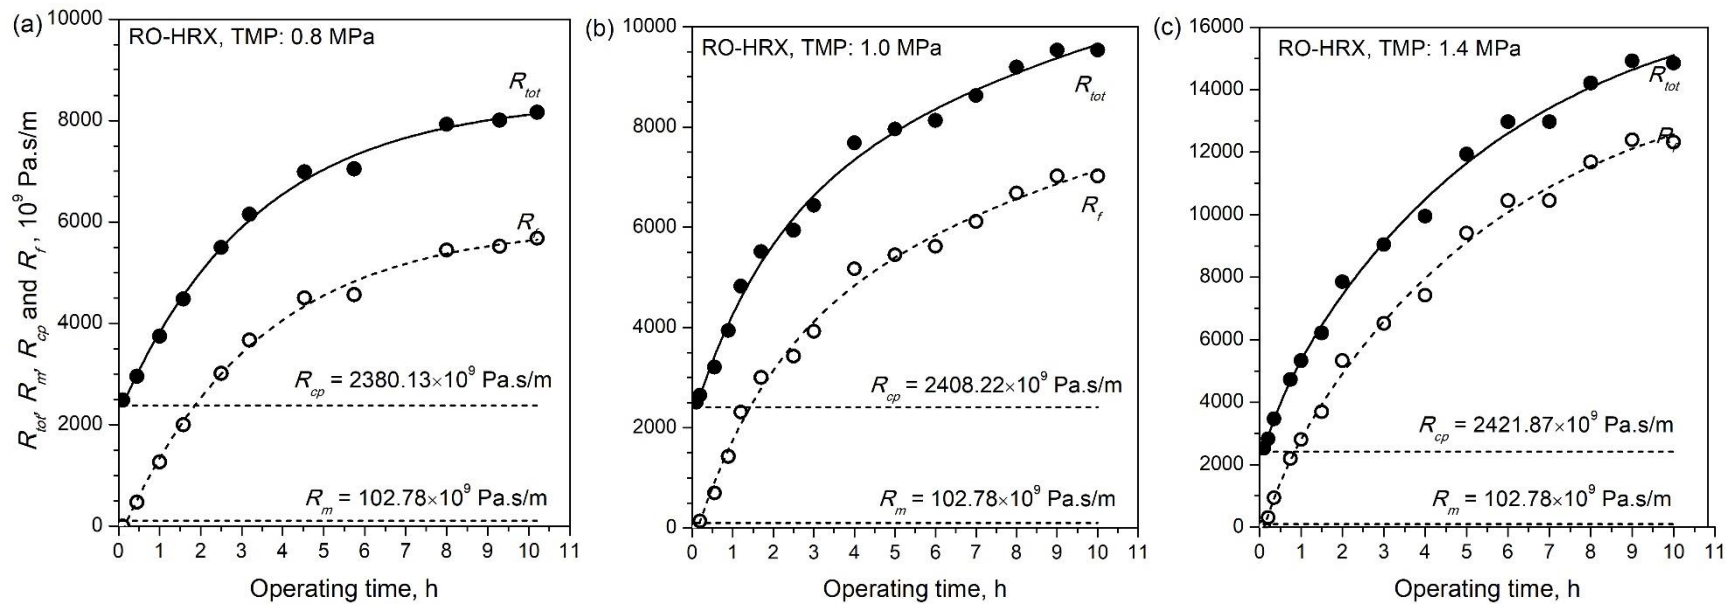 (a)
RO-HRX, TMP: 0.8 MPa
R_tot, R_m, R_cp and R_f, 10^9 Pa.s/m
10000
8000
6000
4000
2000
0
R_tot
R_f
R_cp = 2380.13×10^9 Pa.s/m
R_m = 102.78×10^9 Pa.s/m
0 1 2 3 4 5 6 7 8 9 10 11
Operating time, h
(b)
RO-HRX, TMP: 1.0 MPa
10000
8000
6000
4000
2000
0
R_tot
R_f
R_cp = 2408.22×10^9 Pa.s/m
R_m = 102.78×10^9 Pa.s/m
0 1 2 3 4 5 6 7 8 9 10 11
Operating time, h
(c)
RO-HRX, TMP: 1.4 MPa
16000
14000
12000
10000
8000
6000
4000
2000
0
R_tot
R_f
R_cp = 2421.87×10^9 Pa.s/m
R_m = 102.78×10^9 Pa.s/m
0 1 2 3 4 5 6 7 8 9 10 11
Operating time, h